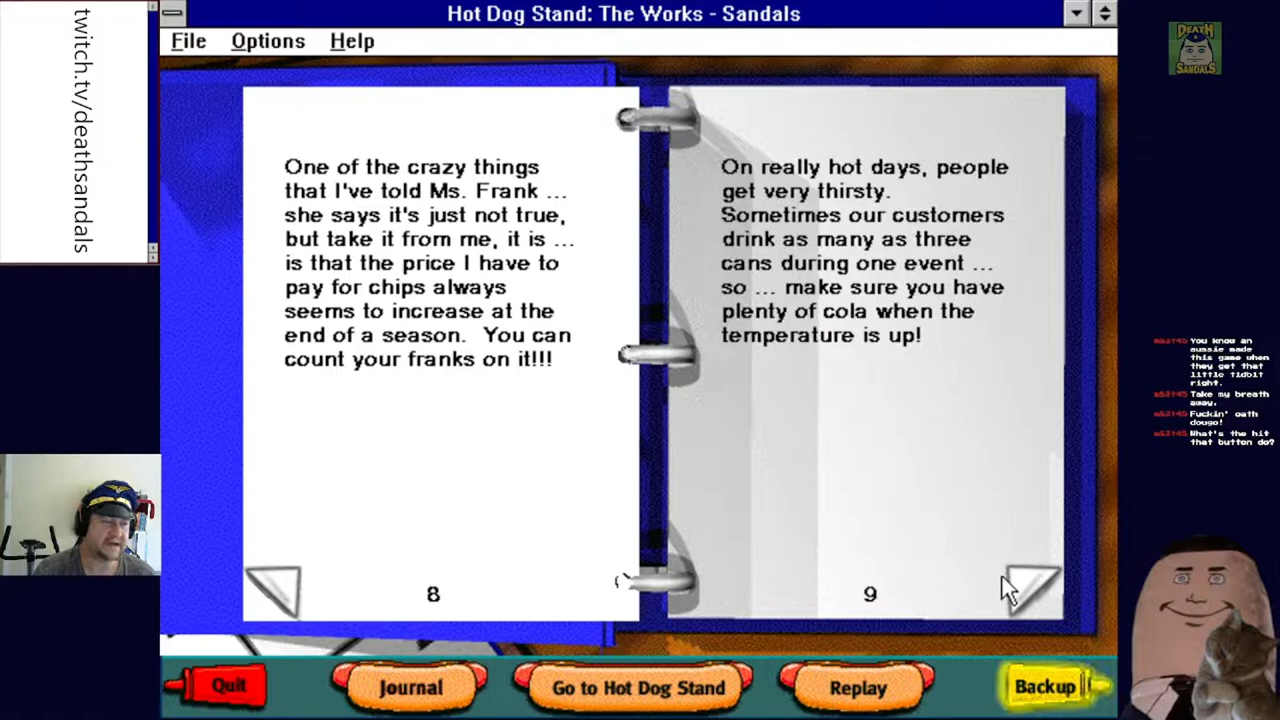 twitch.tv/deathsandals
Hot Dog Stand: The Works - Sandals
File Options Help
DEATH
SANDALS
One of the crazy things
that I've told Ms. Frank ...
she says it's just not true,
but take it from me, it is ...
is that the price I have to
pay for chips always
seems to increase at the
end of a season. You can
count your franks on it!!!
8
On really hot days, people
get very thirsty.
Sometimes our customers
drink as many as three
cans during one event ...
so ... make sure you have
plenty of cola when the
temperature is up!
9
You know an
aussie made
this game when
they get that
little tidbit
right.
Take my breath
away.
Fuckin' oath
dougo!
What's the hit
that button do?
Quit
Journal
Go to Hot Dog Stand
Replay
Backup